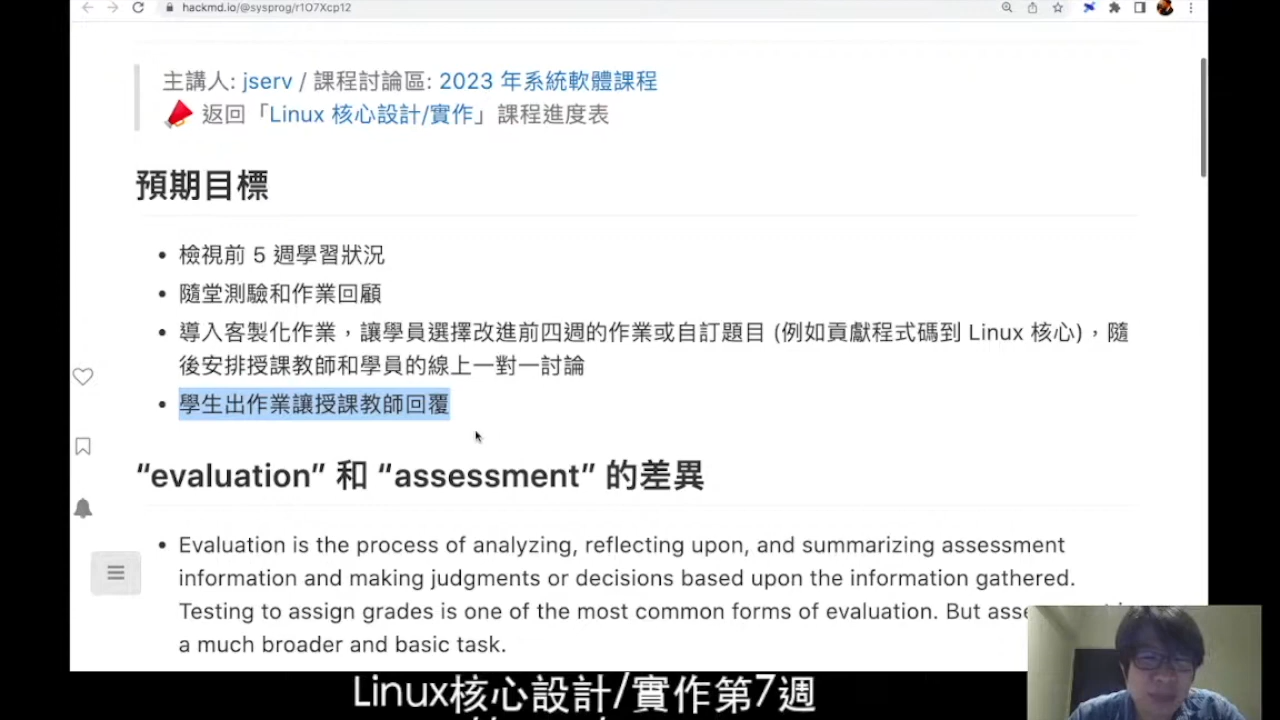 hackmd.io/@sysprog/r1O7Xcp12
主講人: jserv / 課程討論區: 2023 年系統軟體課程
返回「Linux 核心設計/實作」課程進度表
預期目標
• 檢視前 5 週學習狀況
• 隨堂測驗和作業回顧
• 導入客製化作業，讓學員選擇改進前四週的作業或自訂題目 (例如貢獻程式碼到 Linux 核心)，隨
後安排授課教師和學員的線上一對一討論
• 學生出作業讓授課教師回覆
“evaluation” 和 “assessment” 的差異
• Evaluation is the process of analyzing, reflecting upon, and summarizing assessment
information and making judgments or decisions based upon the information gathered.
Testing to assign grades is one of the most common forms of evaluation. But
a much broader and basic task.
Linux核心設計/實作第7週